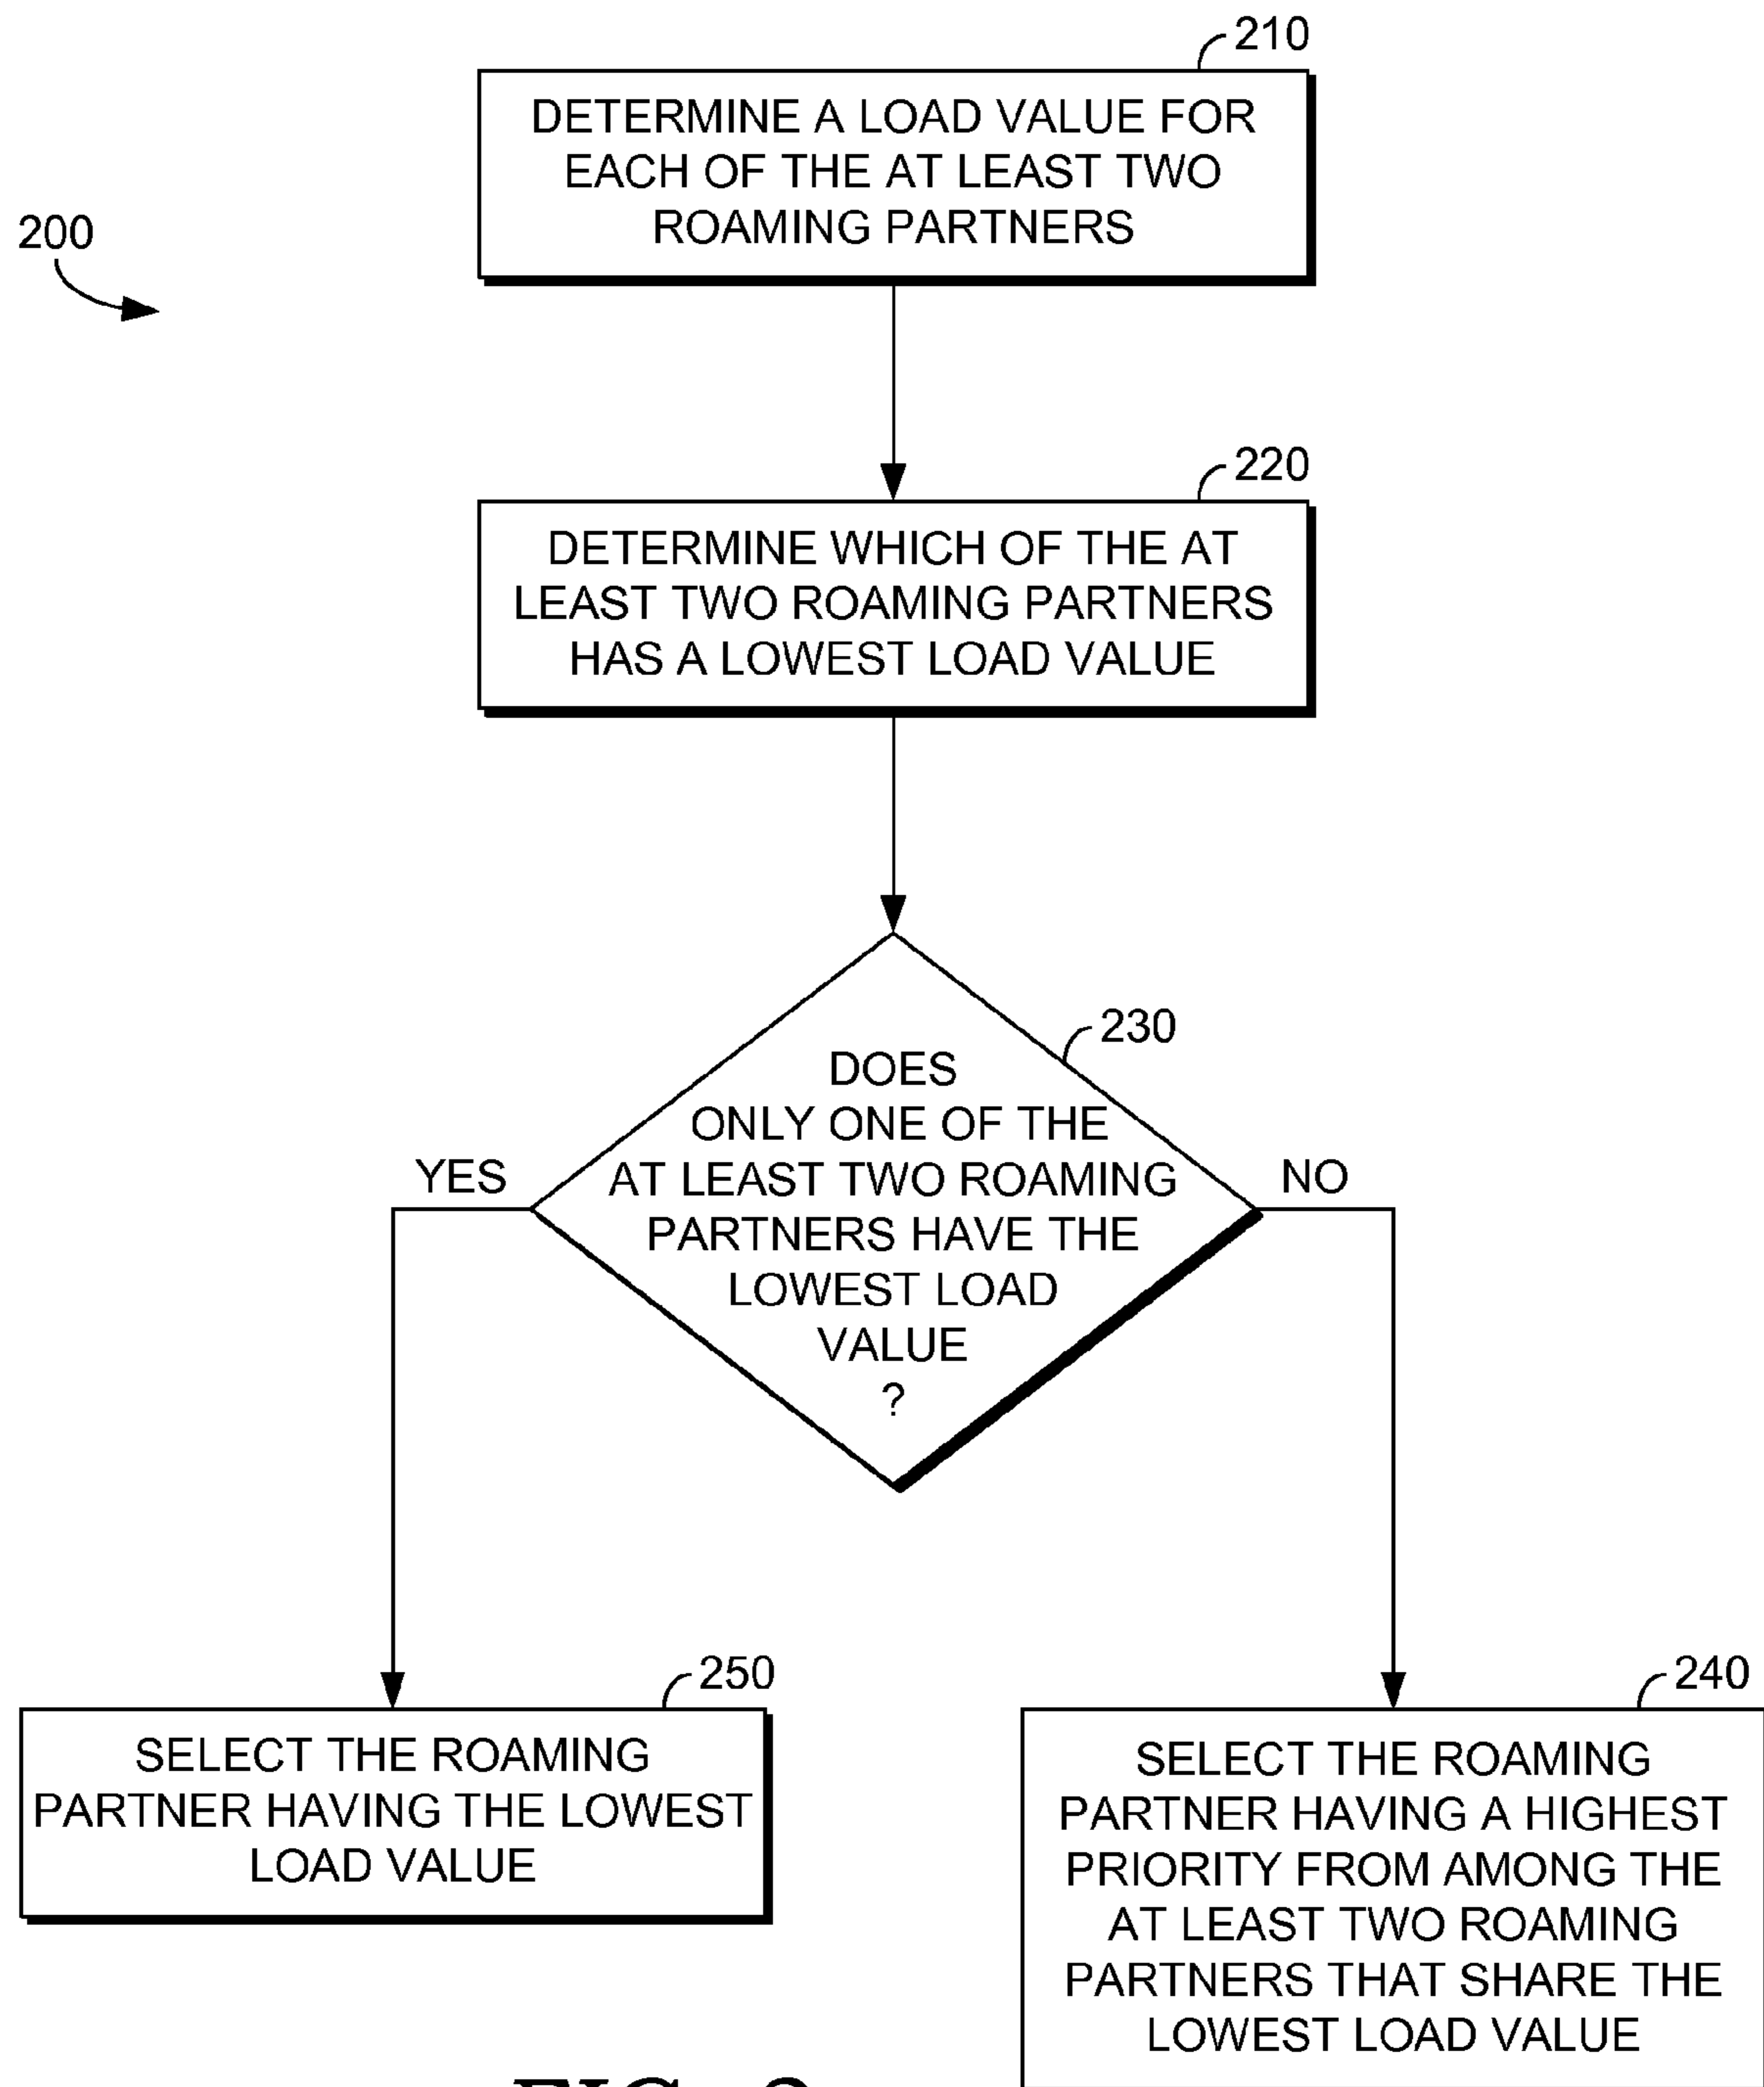 210
DETERMINE A LOAD VALUE FOR
EACH OF THE AT LEAST TWO
ROAMING PARTNERS
200
220
DETERMINE WHICH OF THE AT
LEAST TWO ROAMING PARTNERS
HAS A LOWEST LOAD VALUE
230
DOES
ONLY ONE OF THE
AT LEAST TWO ROAMING
PARTNERS HAVE THE
LOWEST LOAD
VALUE
?
YES
NO
250
SELECT THE ROAMING
PARTNER HAVING THE LOWEST
LOAD VALUE
240
SELECT THE ROAMING
PARTNER HAVING A HIGHEST
PRIORITY FROM AMONG THE
AT LEAST TWO ROAMING
PARTNERS THAT SHARE THE
LOWEST LOAD VALUE